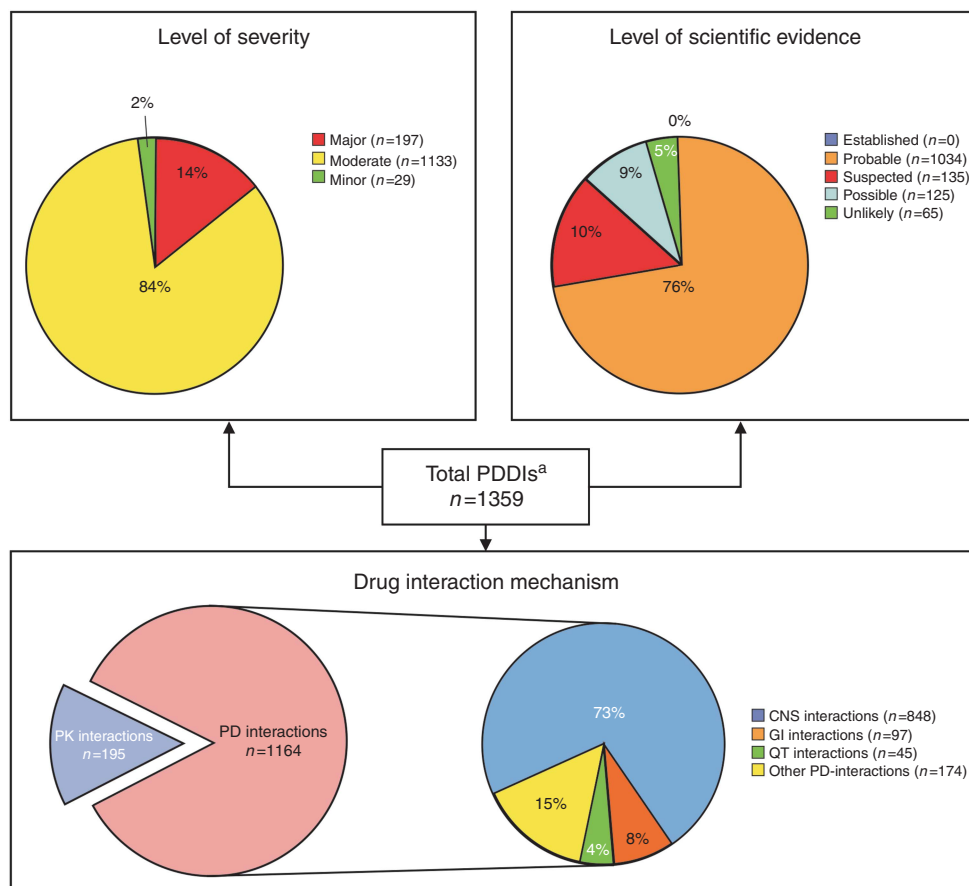 Level of severity
2%
14%
84%
Major (n=197)
Moderate (n=1133)
Minor (n=29)
Level of scientific evidence
0%
5%
9%
10%
76%
Established (n=0)
Probable (n=1034)
Suspected (n=135)
Possible (n=125)
Unlikely (n=65)
Total PDDIsa
n=1359
Drug interaction mechanism
PK interactions
n=195
PD interactions
n=1164
73%
15%
4%
8%
CNS interactions (n=848)
GI interactions (n=97)
QT interactions (n=45)
Other PD-interactions (n=174)